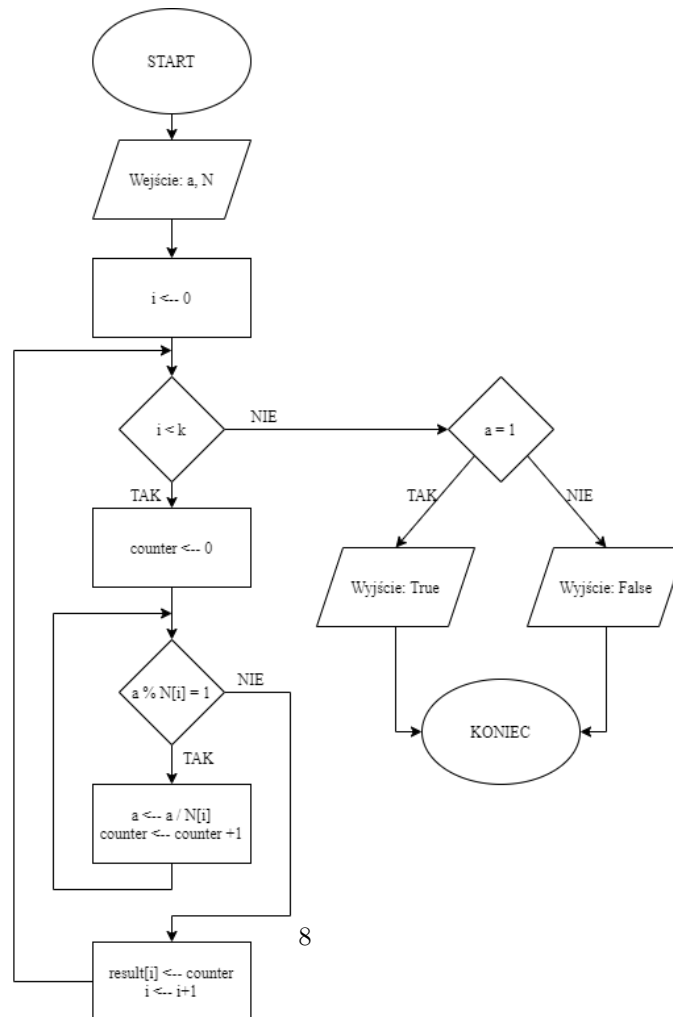 START
Wejście: a, N
i <-- 0
i < k
NIE
a = 1
TAK
TAK
NIE
counter <-- 0
Wyjście: True
Wyjście: False
a % N[i] = 1
NIE
KONIEC
TAK
a <-- a / N[i]
counter <-- counter +1
8
result[i] <-- counter
i <-- i+1